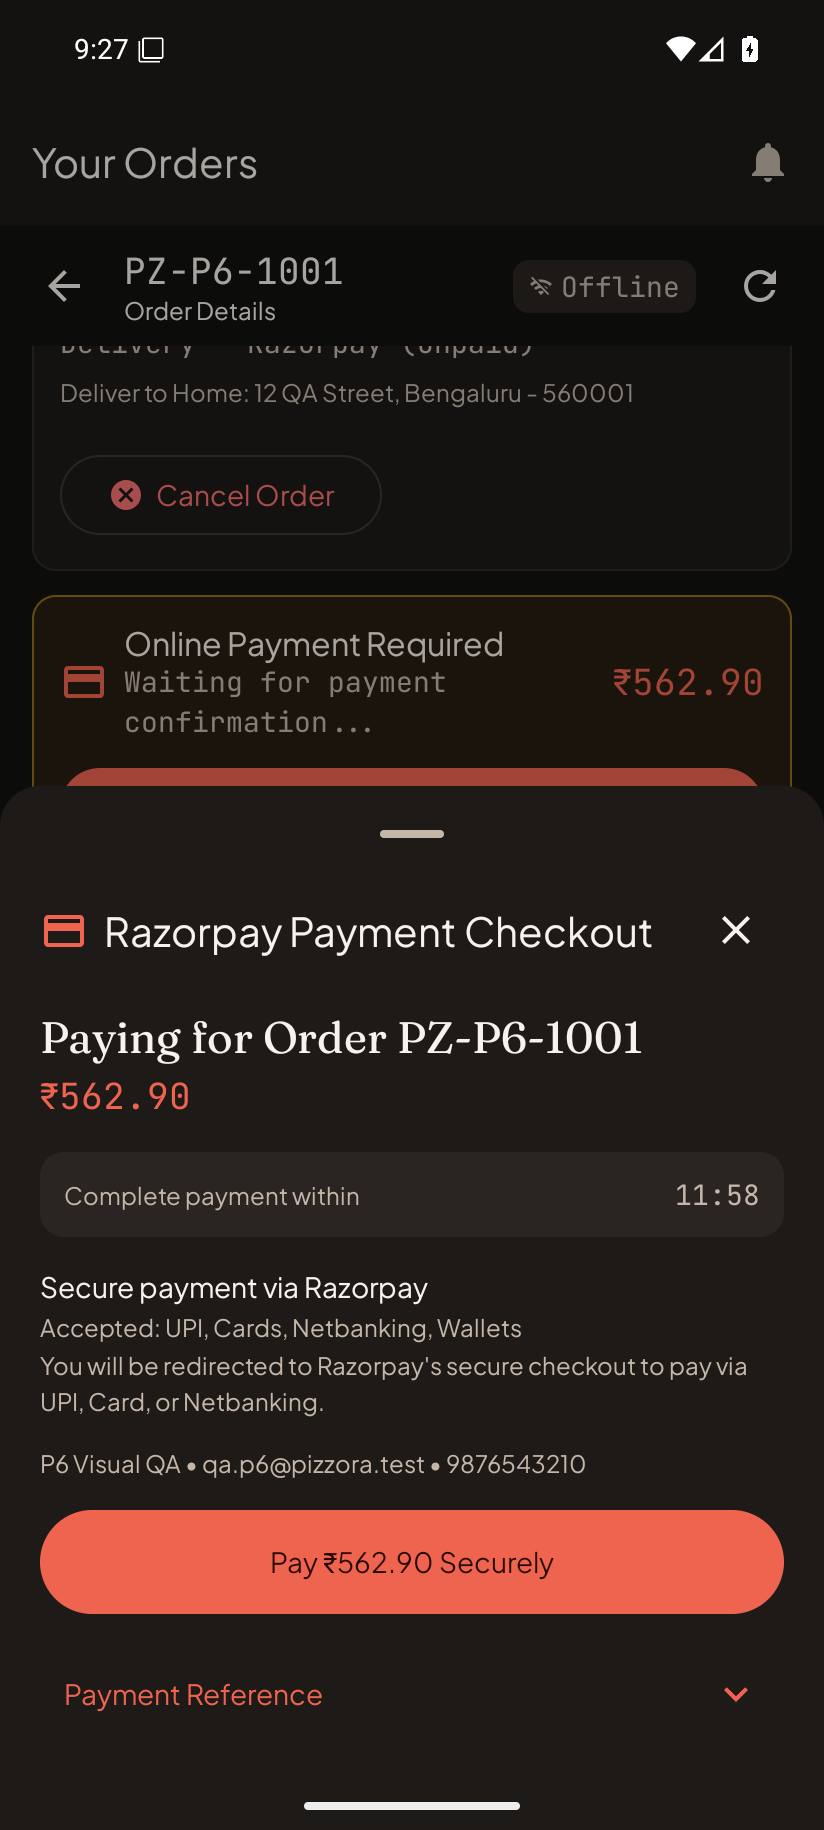 9:27
Your Orders
PZ-P6-1001
Order Details
Offline
Delivery Razorpay (Unpaid)
Deliver to Home: 12 QA Street, Bengaluru - 560001
Cancel Order
Online Payment Required
Waiting for payment
confirmation...
₹562.90
Razorpay Payment Checkout
Paying for Order PZ-P6-1001
₹562.90
Complete payment within
11:58
Secure payment via Razorpay
Accepted: UPI, Cards, Netbanking, Wallets
You will be redirected to Razorpay's secure checkout to pay via
UPI, Card, or Netbanking.
P6 Visual QA • qa.p6@pizzora.test • 9876543210
Pay ₹562.90 Securely
Payment Reference